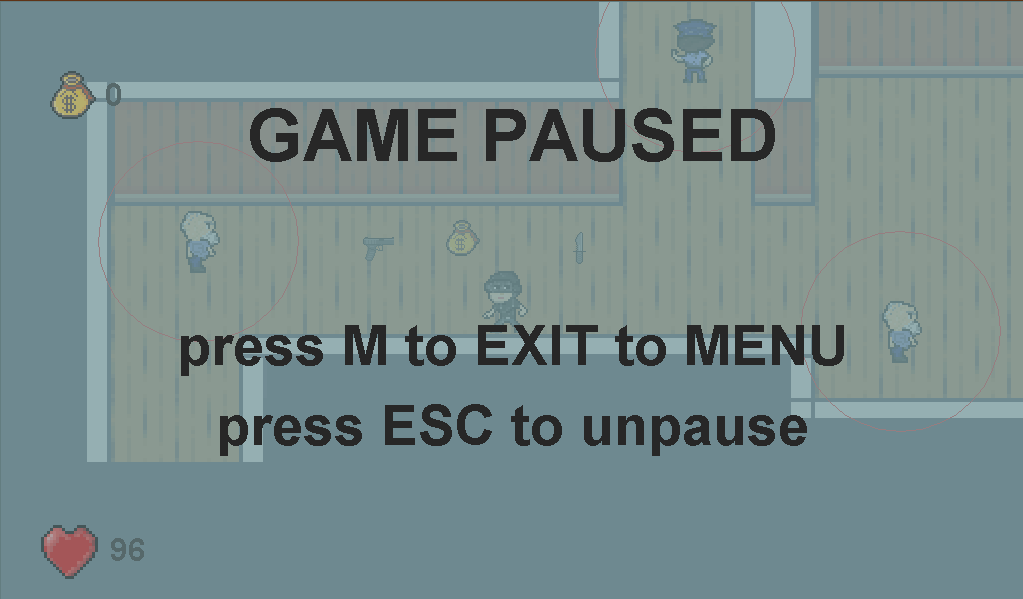 0
GAME PAUSED
press M to EXIT to MENU
press ESC to unpause
96